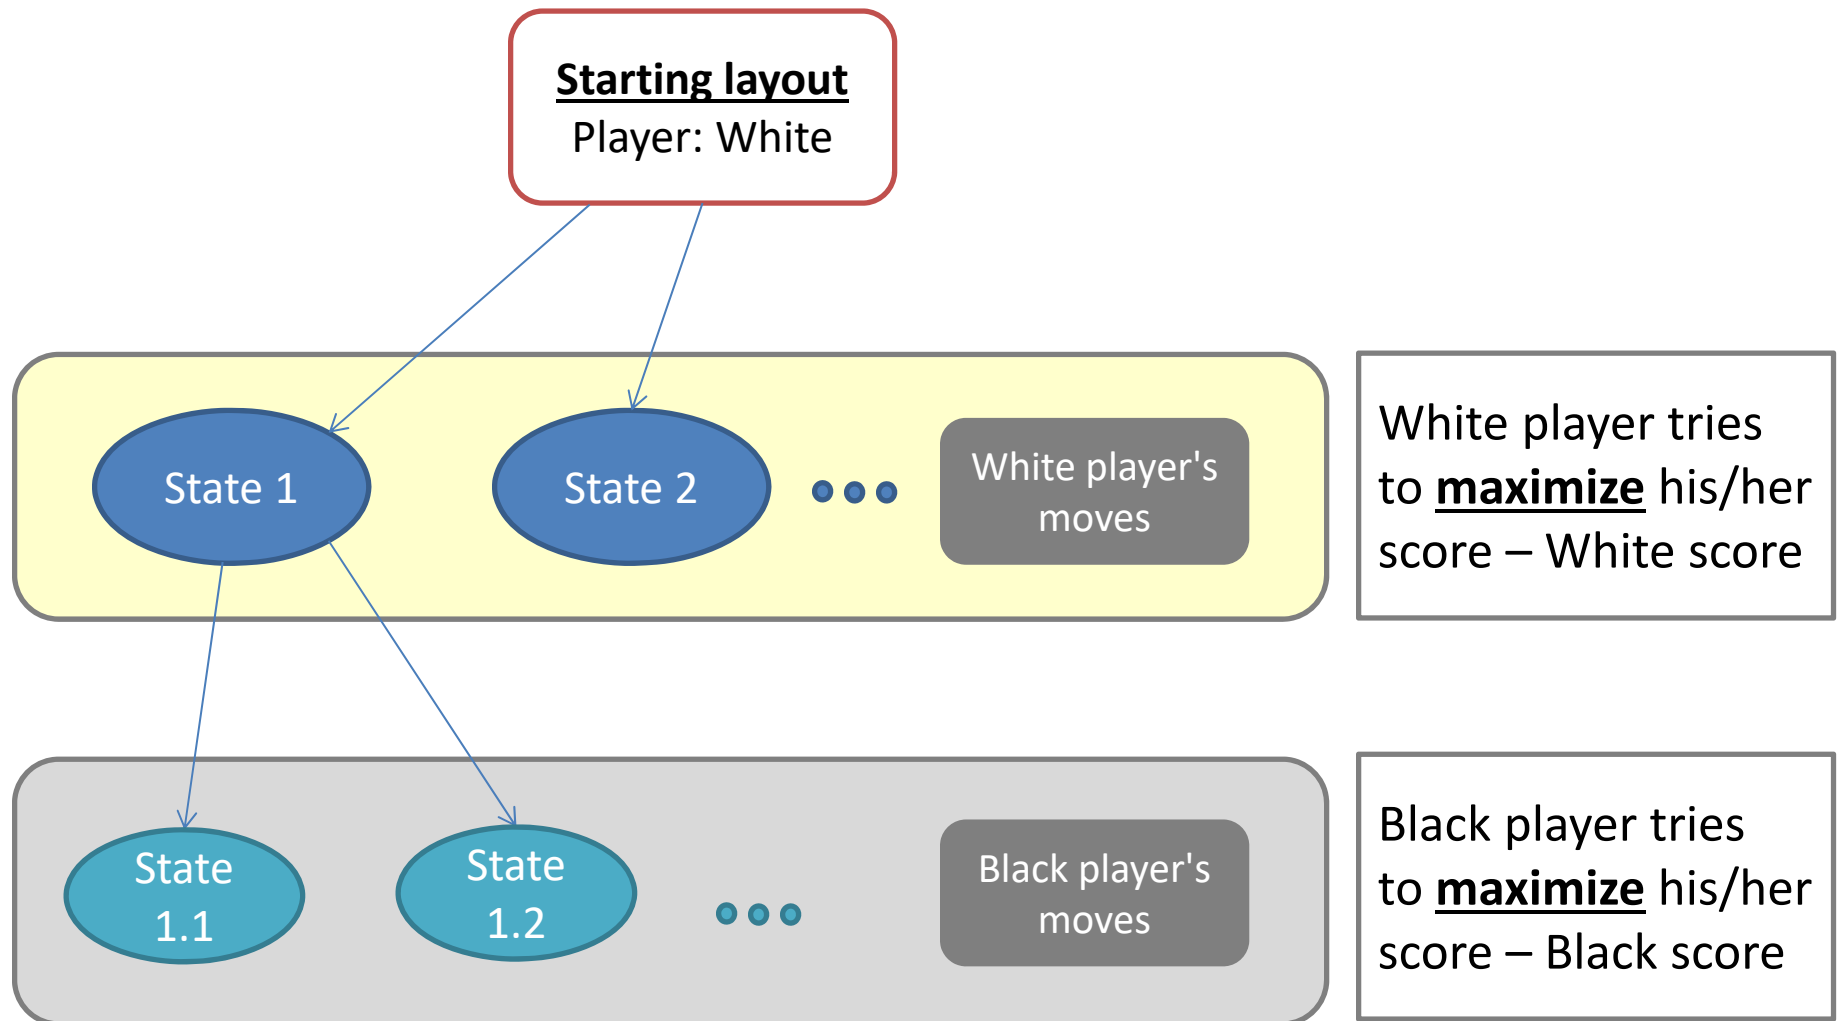 Starting layout
Player: White
State 1
State 2
White player's
moves
White player tries
to maximize his/her
score – White score
State
1.1
State
1.2
Black player's
moves
Black player tries
to maximize his/her
score – Black score